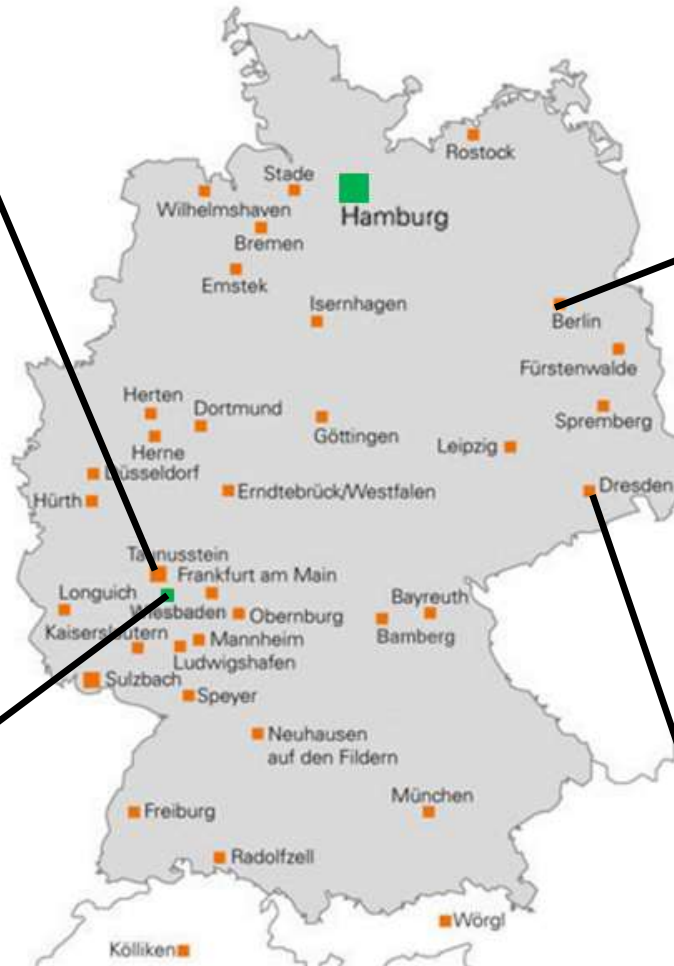 Rostock
Stade
Wilhelmshaven
Hamburg
Bremen
Emstek
Isernhagen
Berlin
Fürstenwalde
Herten
Dortmund
Spremberg
Göttingen
Herne
Leipzig
Düsseldorf
Dresden
Erndtebrück/Westfalen
Hürth
Taunusstein
Frankfurt am Main
Longuich
Bayreuth
Wiesbaden
Obernburg
Kaiserslautern
Bamberg
Mannheim
Ludwigshafen
Sulzbach
Speyer
Neuhausen
auf den Fildern
München
Freiburg
Radolfzell
Wörgl
Kölliken